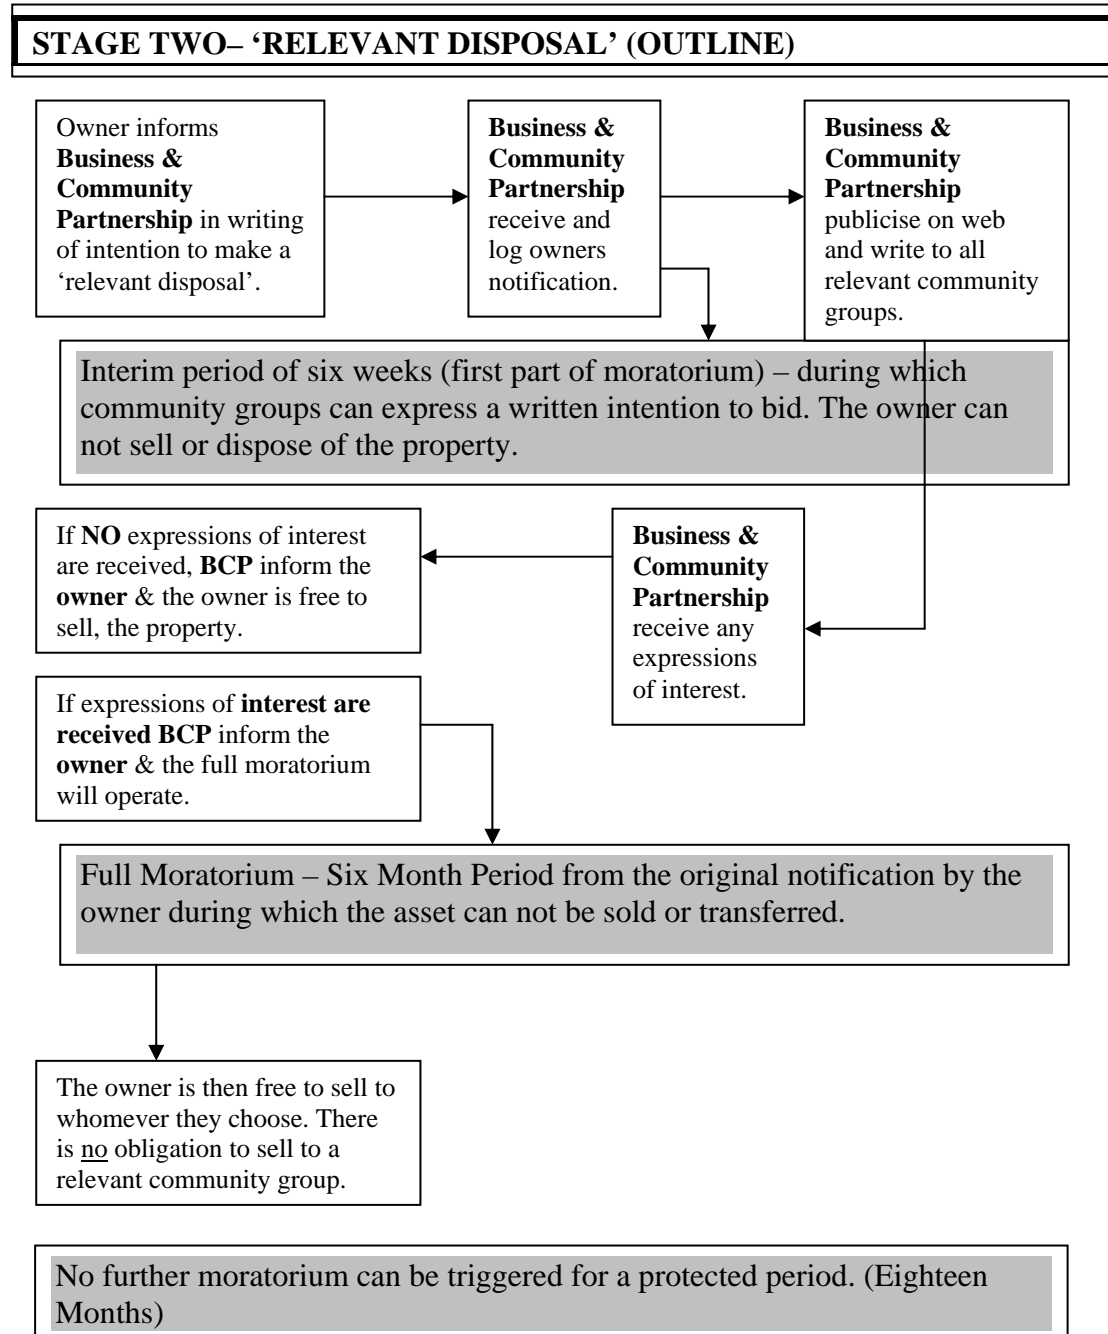 STAGE TWO– ‘RELEVANT DISPOSAL’ (OUTLINE)
Owner informs
Business &
Community
Partnership in writing
of intention to make a
‘relevant disposal’.
Business &
Community
Partnership
receive and
log owners
notification.
Business &
Community
Partnership
publicise on web
and write to all
relevant community
groups.
Interim period of six weeks (first part of moratorium) – during which
community groups can express a written intention to bid. The owner can
not sell or dispose of the property.
If NO expressions of interest
are received, BCP inform the
owner & the owner is free to
sell, the property.
Business &
Community
Partnership
receive any
expressions
of interest.
If expressions of interest are
received BCP inform the
owner & the full moratorium
will operate.
Full Moratorium – Six Month Period from the original notification by the
owner during which the asset can not be sold or transferred.
The owner is then free to sell to
whomever they choose. There
is no obligation to sell to a
relevant community group.
No further moratorium can be triggered for a protected period. (Eighteen
Months)